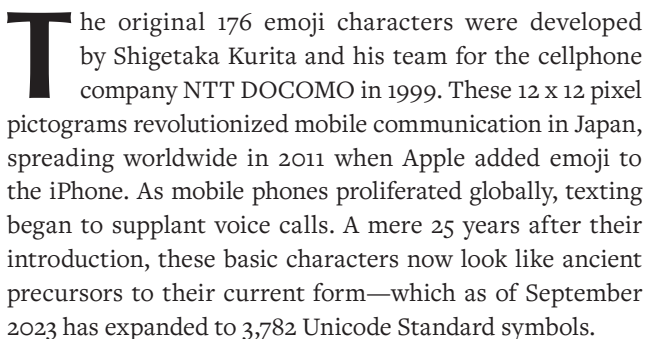 The original 176 emoji characters were developed
by Shigetaka Kurita and his team for the cellphone
company NTT DOCOMO in 1999. These 12 x 12 pixel
pictograms revolutionized mobile communication in Japan,
spreading worldwide in 2011 when Apple added emoji to
the iPhone. As mobile phones proliferated globally, texting
began to supplant voice calls. A mere 25 years after their
introduction, these basic characters now look like ancient
precursors to their current form—which as of September
2023 has expanded to 3,782 Unicode Standard symbols.